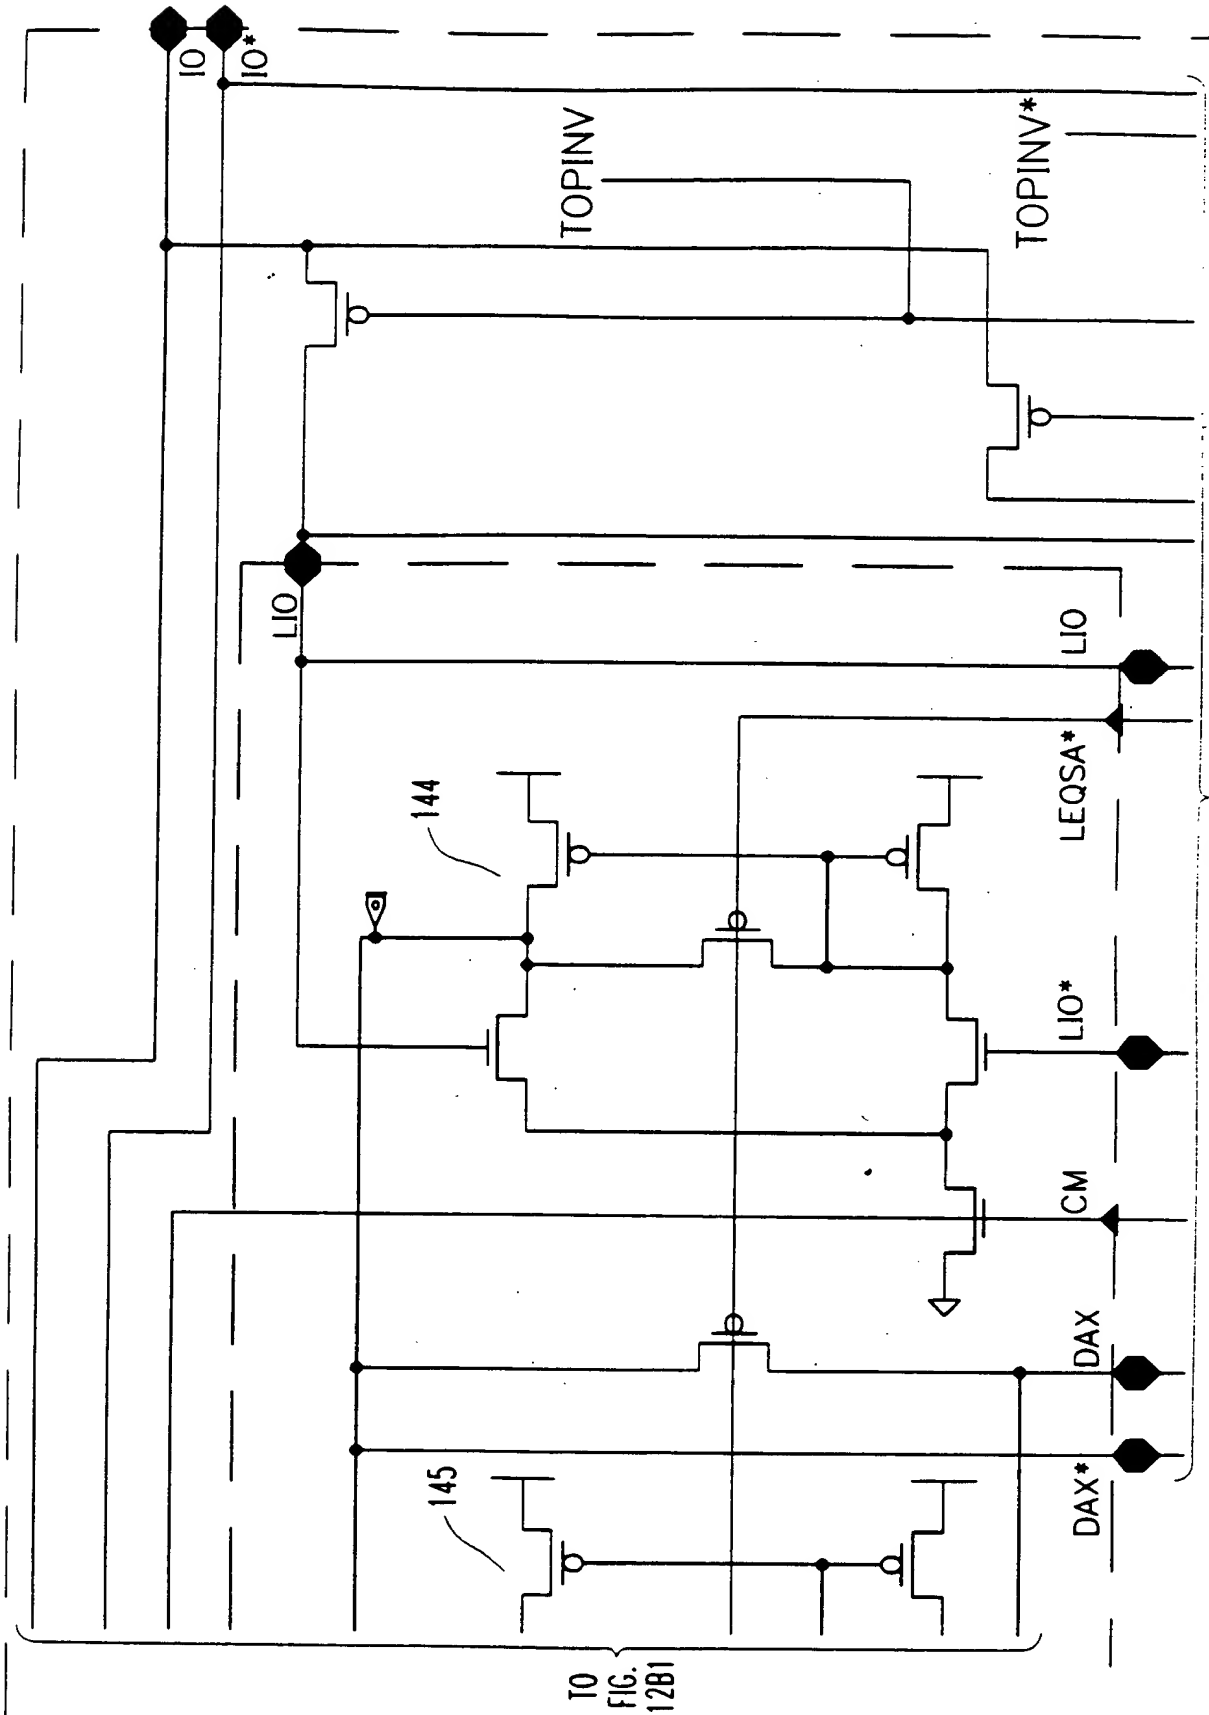 IO
IO*
TOPINV
TOPINV*
LIO
LIO
LEQSA*
144
LIO*
CM
DAX
DAX*
145
TO
FIG.
12B1